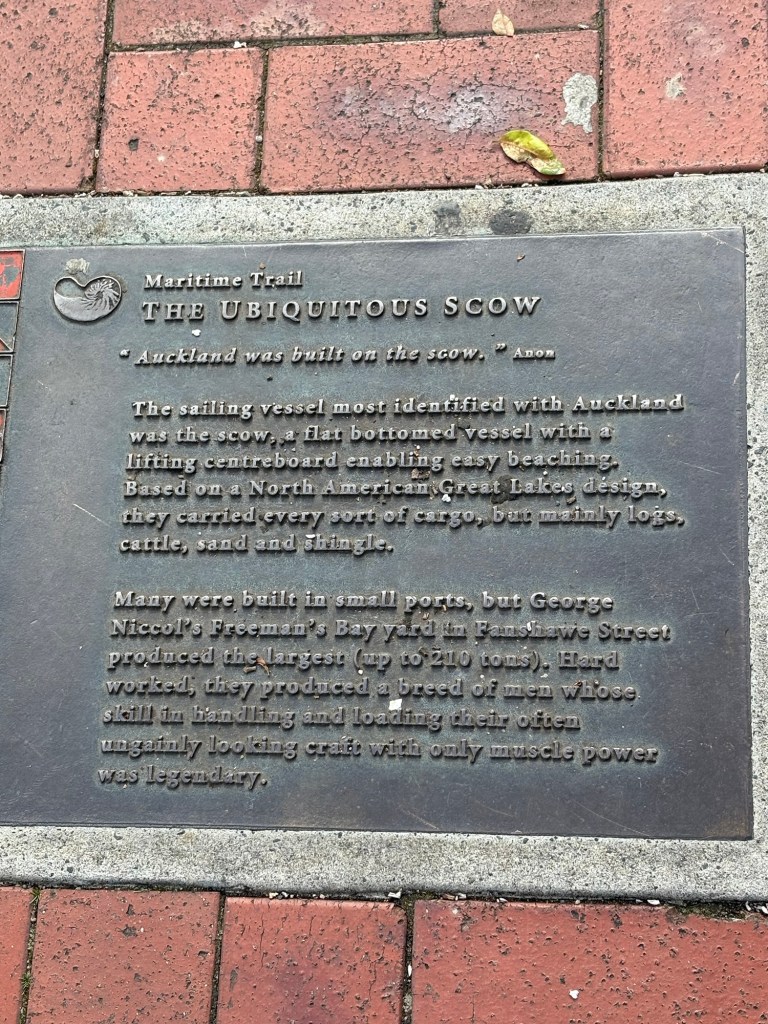 Maritime Trail
THE UBIQUITOUS SCOW
"Auckland was built on the scow." Anon
The sailing vessel most identified with Auckland
was the scow, a flat bottomed vessel with a
lifting centreboard enabling easy beaching.
Based on a North American Great Lakes design,
they carried every sort of cargo, but mainly logs,
cattle, sand and shingle.
Many were built in small ports, but George
Niccol's Freeman's Bay yard in Fanshawe Street
produced the largest (up to 210 tons). Hard
worked, they produced a breed of men whose
skill in handling and loading their often
ungainly looking craft with only muscle power
was legendary.